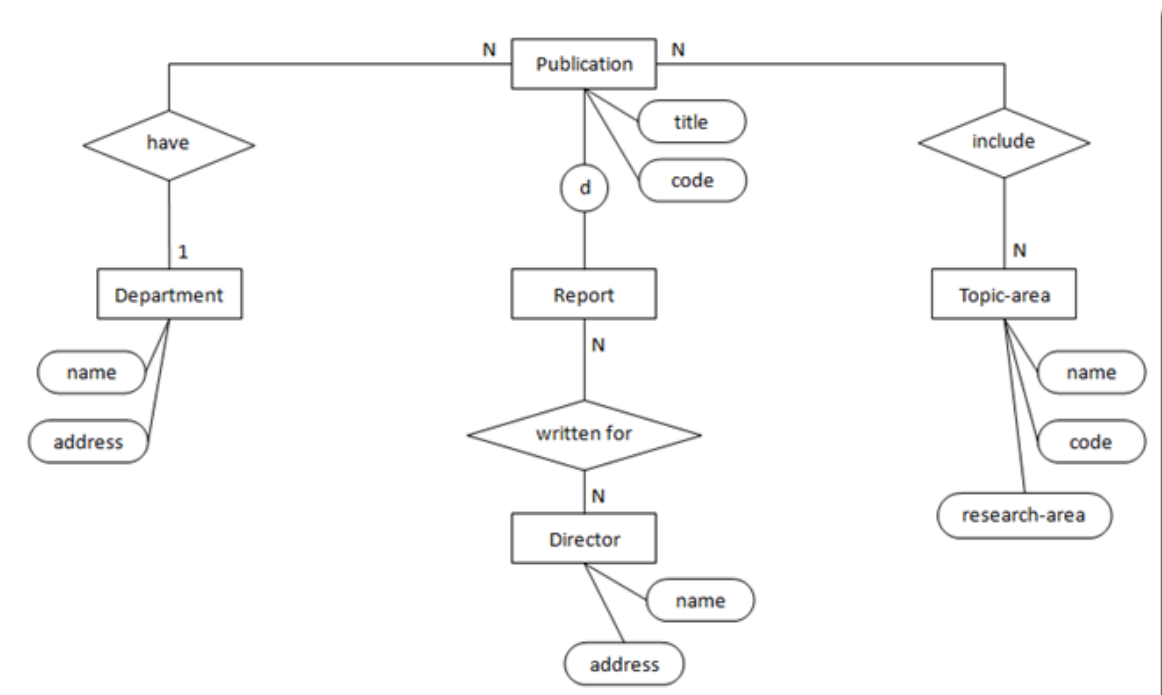 N
Publication
N
title
have
include
code
d
1
N
Department
Report
Topic-area
N
name
name
written for
address
code
N
research-area
Director
name
address